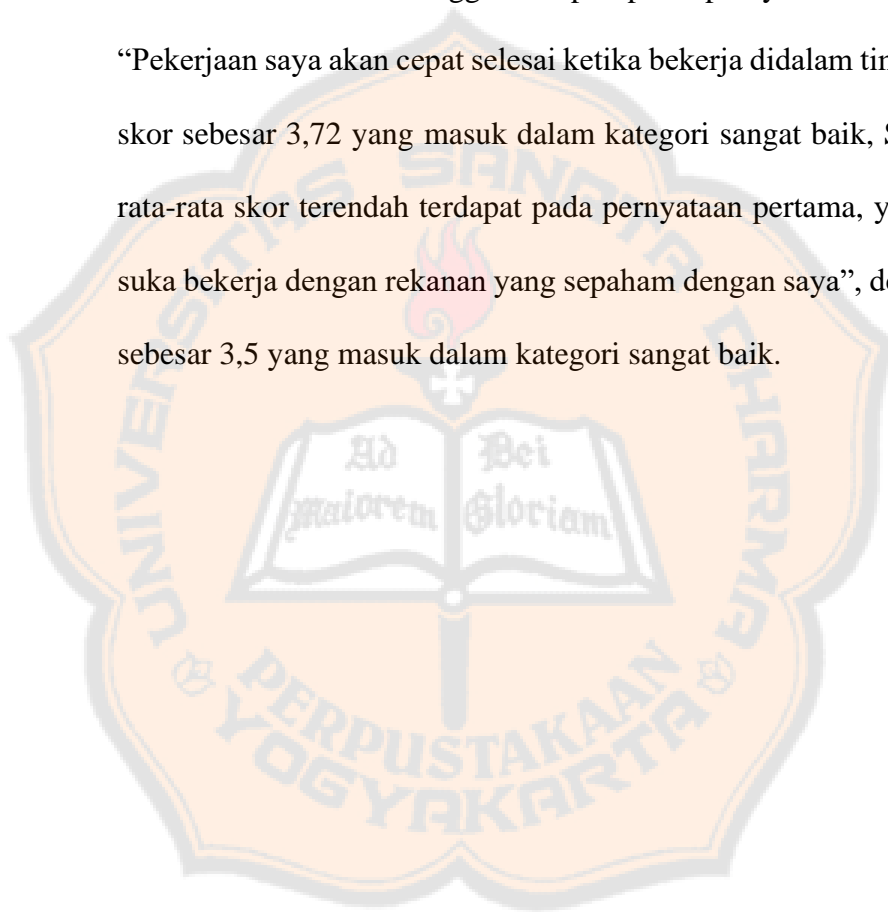 “Pekerjaan saya akan cepat selesai ketika bekerja didalam
skor sebesar 3,72 yang masuk dalam kategori sangat baik,
rata-rata skor terendah terdapat pada pernyataan pertama,
suka bekerja dengan rekanan yang sepaham dengan saya”,
sebesar 3,5 yang masuk dalam kategori sangat baik.
UNIVERSITAS SANATA DHARMA
Ad Dei
Maiorem Gloriam
PERPUSTAKAAN
YOGYAKARTA